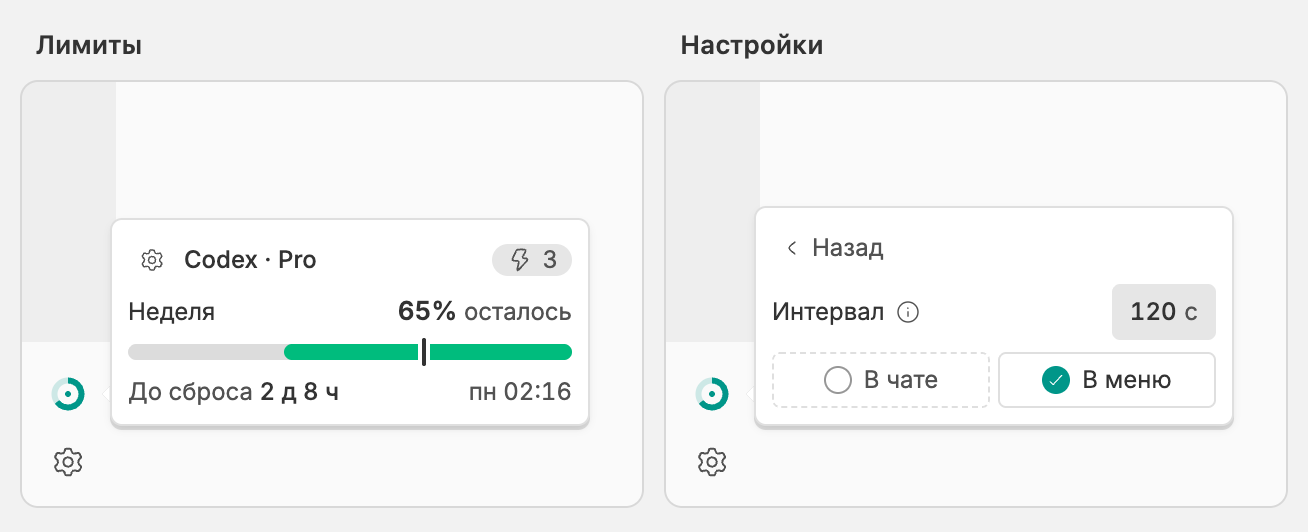 Лимиты
Codex · Pro
3
Неделя
65% осталось
До сброса 2 д 8 ч
пн 02:16
Настройки
Назад
Интервал
120 с
В чате
В меню